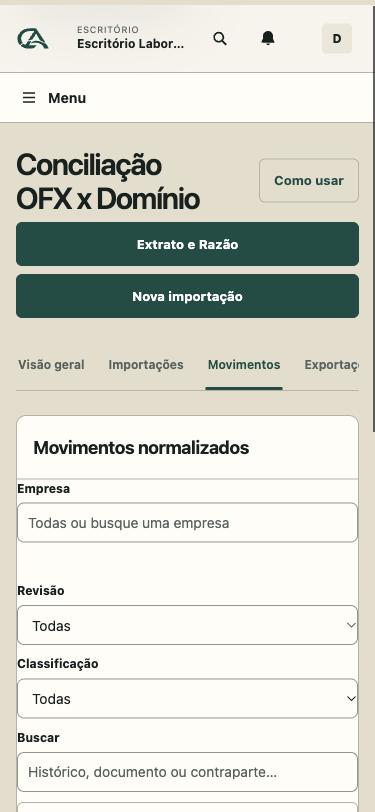 ESCRITÓRIO
Escritório Labor...
D
Menu
Conciliação
OFX x Domínio
Como usar
Extrato e Razão
Nova importação
Visão geral
Importações
Movimentos
Exportaç
Movimentos normalizados
Empresa
Todas ou busque uma empresa
Revisão
Todas
Classificação
Todas
Buscar
Histórico, documento ou contraparte...